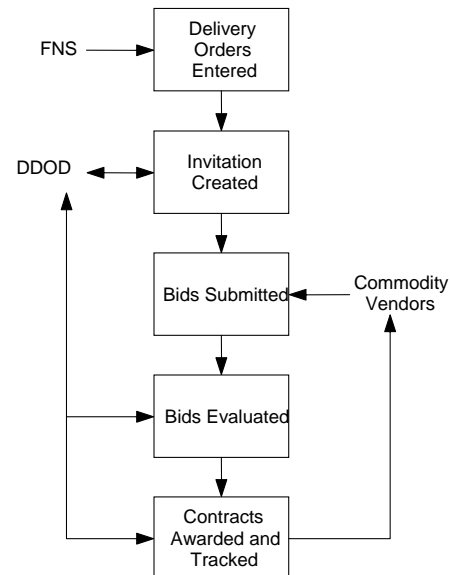 FNS
Delivery
Orders
Entered
DDOD
Invitation
Created
Bids Submitted
Commodity
Vendors
Bids Evaluated
Contracts
Awarded and
Tracked